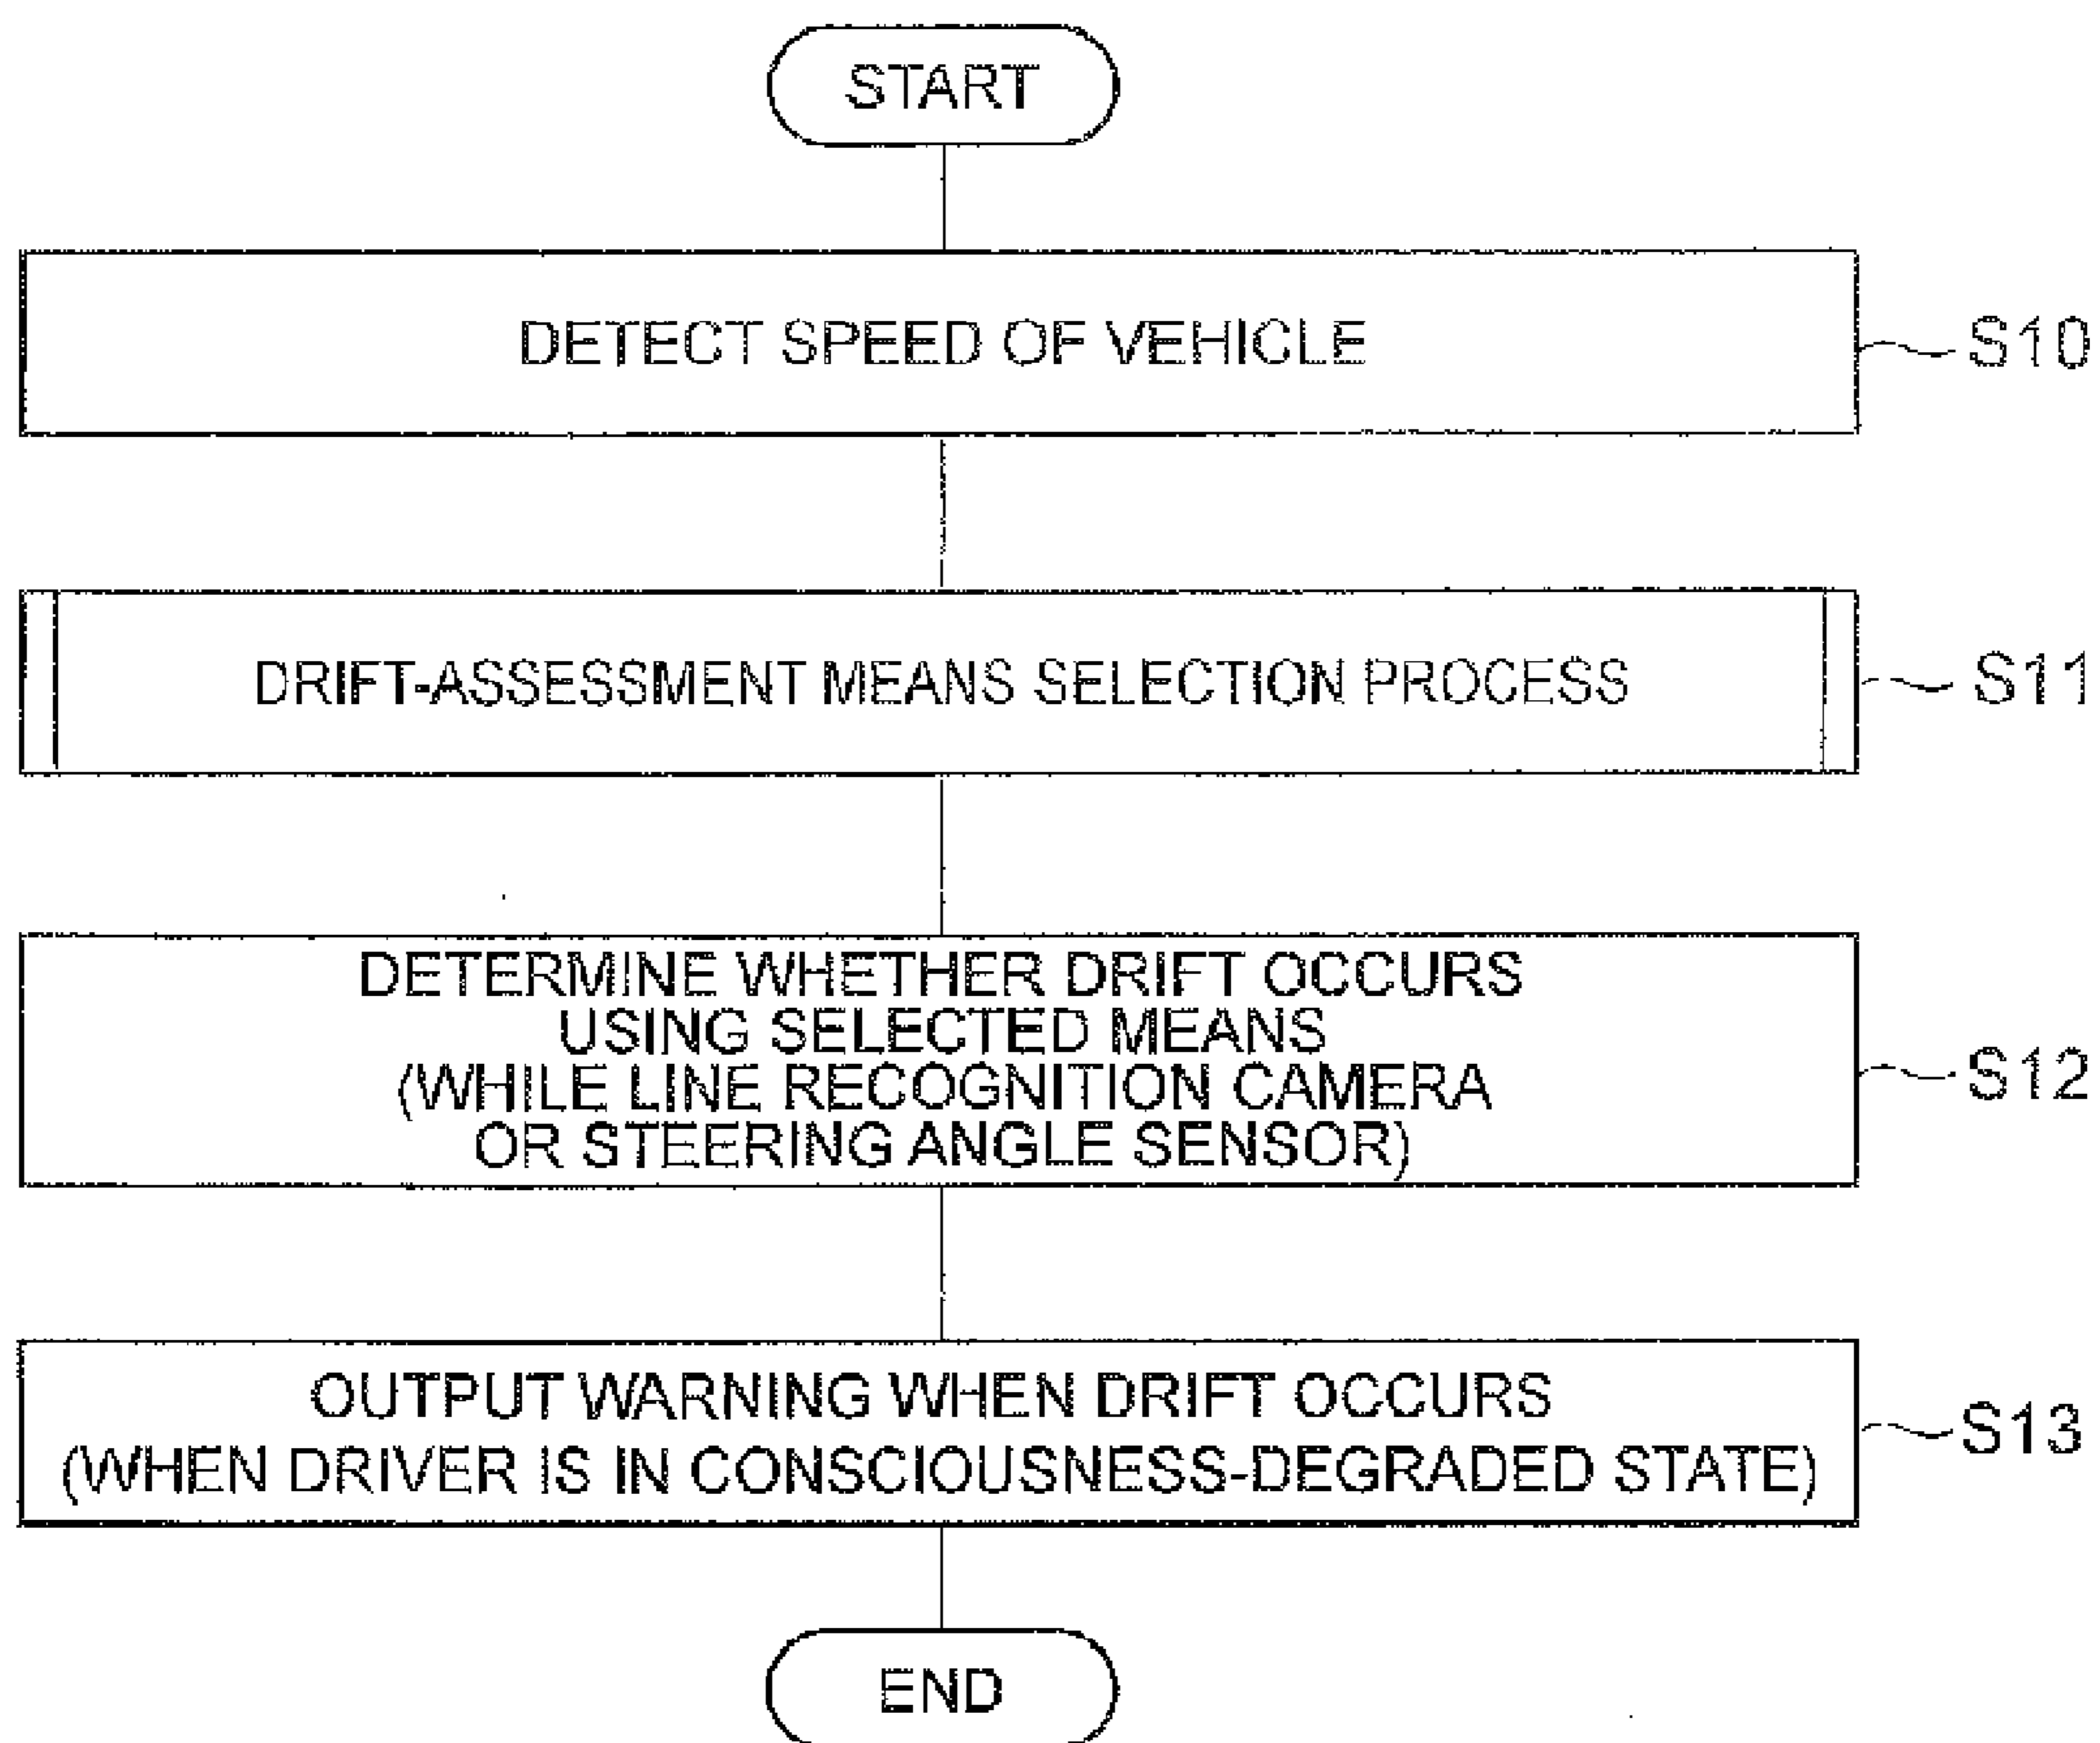 START
DETECT SPEED OF VEHICLE
S10
DRIFT-ASSESSMENT MEANS SELECTION PROCESS
S11
DETERMINE WHETHER DRIFT OCCURS
USING SELECTED MEANS
(WHILE LINE RECOGNITION CAMERA
OR STEERING ANGLE SENSOR)
S12
OUTPUT WARNING WHEN DRIFT OCCURS
(WHEN DRIVER IS IN CONSCIOUSNESS-DEGRADED STATE)
S13
END